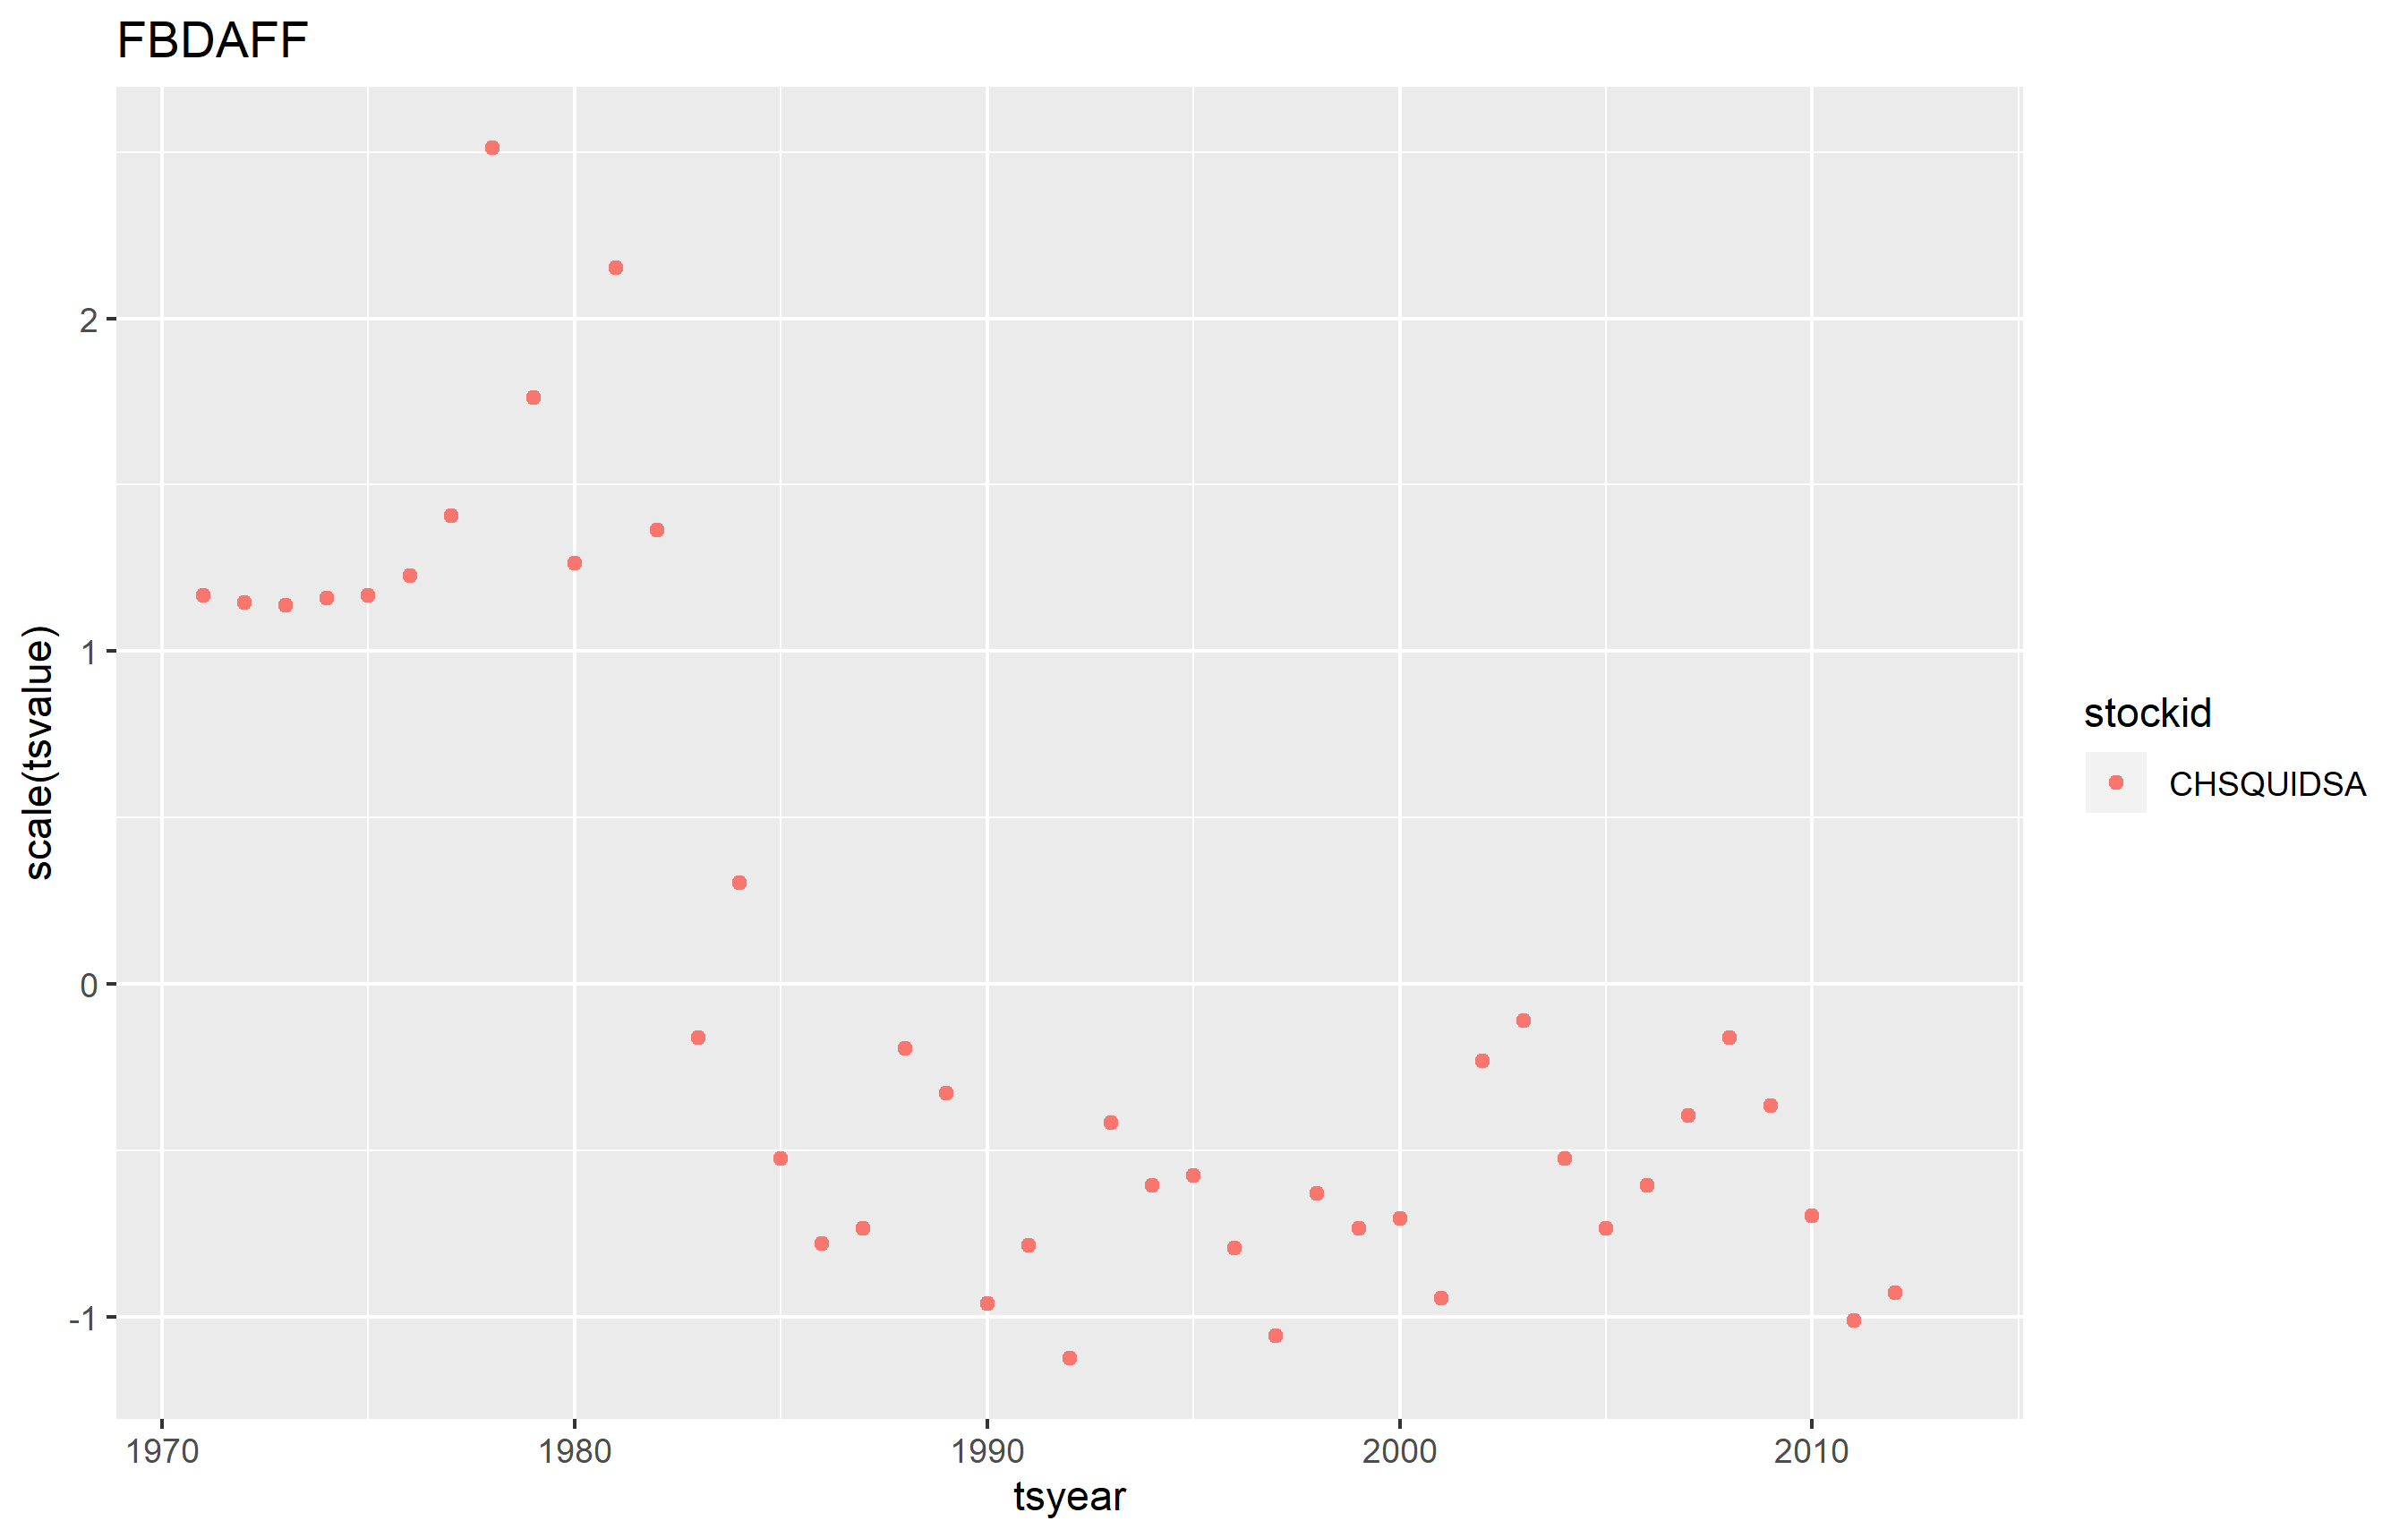 FBDAFF
scale(tsvalue)
2
1
0
-1
1970 1980 1990 2000 2010
tsyear
stockid
CHSQUIDSA